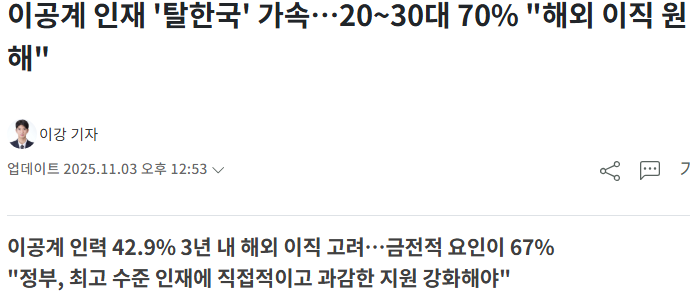 이공계 인재 '탈한국' 가속…20~30대 70% "해외 이직 원
해"
이강 기자
업데이트 2025.11.03 오후 12:53
가
이공계 인력 42.9% 3년 내 해외 이직 고려…금전적 요인이 67%
"정부, 최고 수준 인재에 직접적이고 과감한 지원 강화해야"